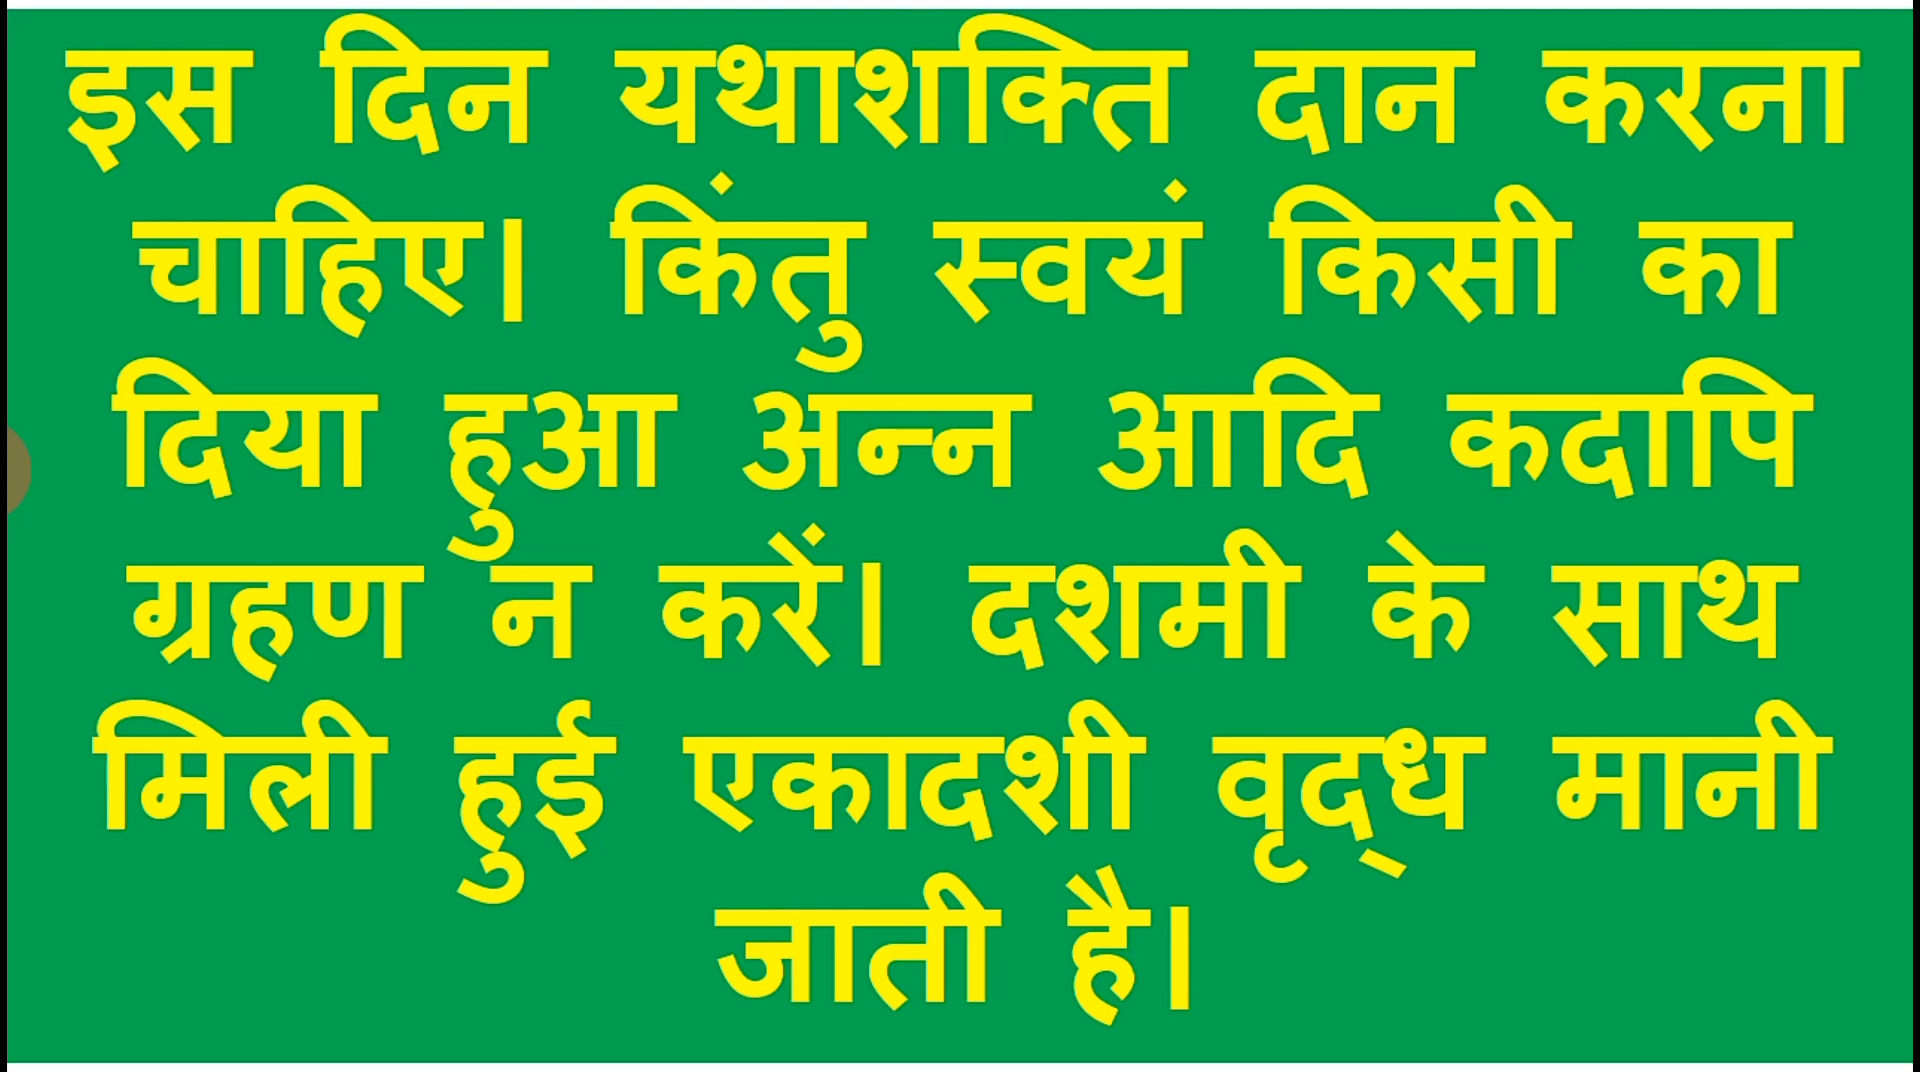 इस दिन यथाशक्ति दान करना
चाहिए। किंतु स्वयं किसी का
दिया हुआ अन्न आदि कदापि
ग्रहण न करें। दशमी के साथ
मिली हुई एकादशी वृद्‌ध मानी
जाती है।